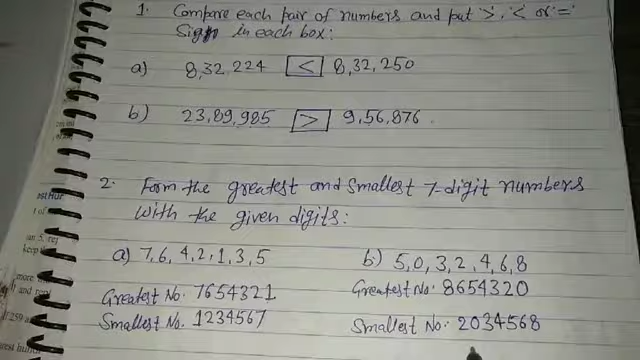 1. Compare each pair of numbers and put '>', '<' or '='
Sign in each box:
a) 8,32,224 < 8,32,250
b) 23,89,985 > 9,56,876
2. Form the greatest and smallest 7-digit numbers
with the given digits:
a) 7,6,4,2,1,3,5
Greatest No. 7654321
Smallest No. 1234567
b) 5,0,3,2,4,6,8
Greatest No. 8654320
Smallest No. 2034568